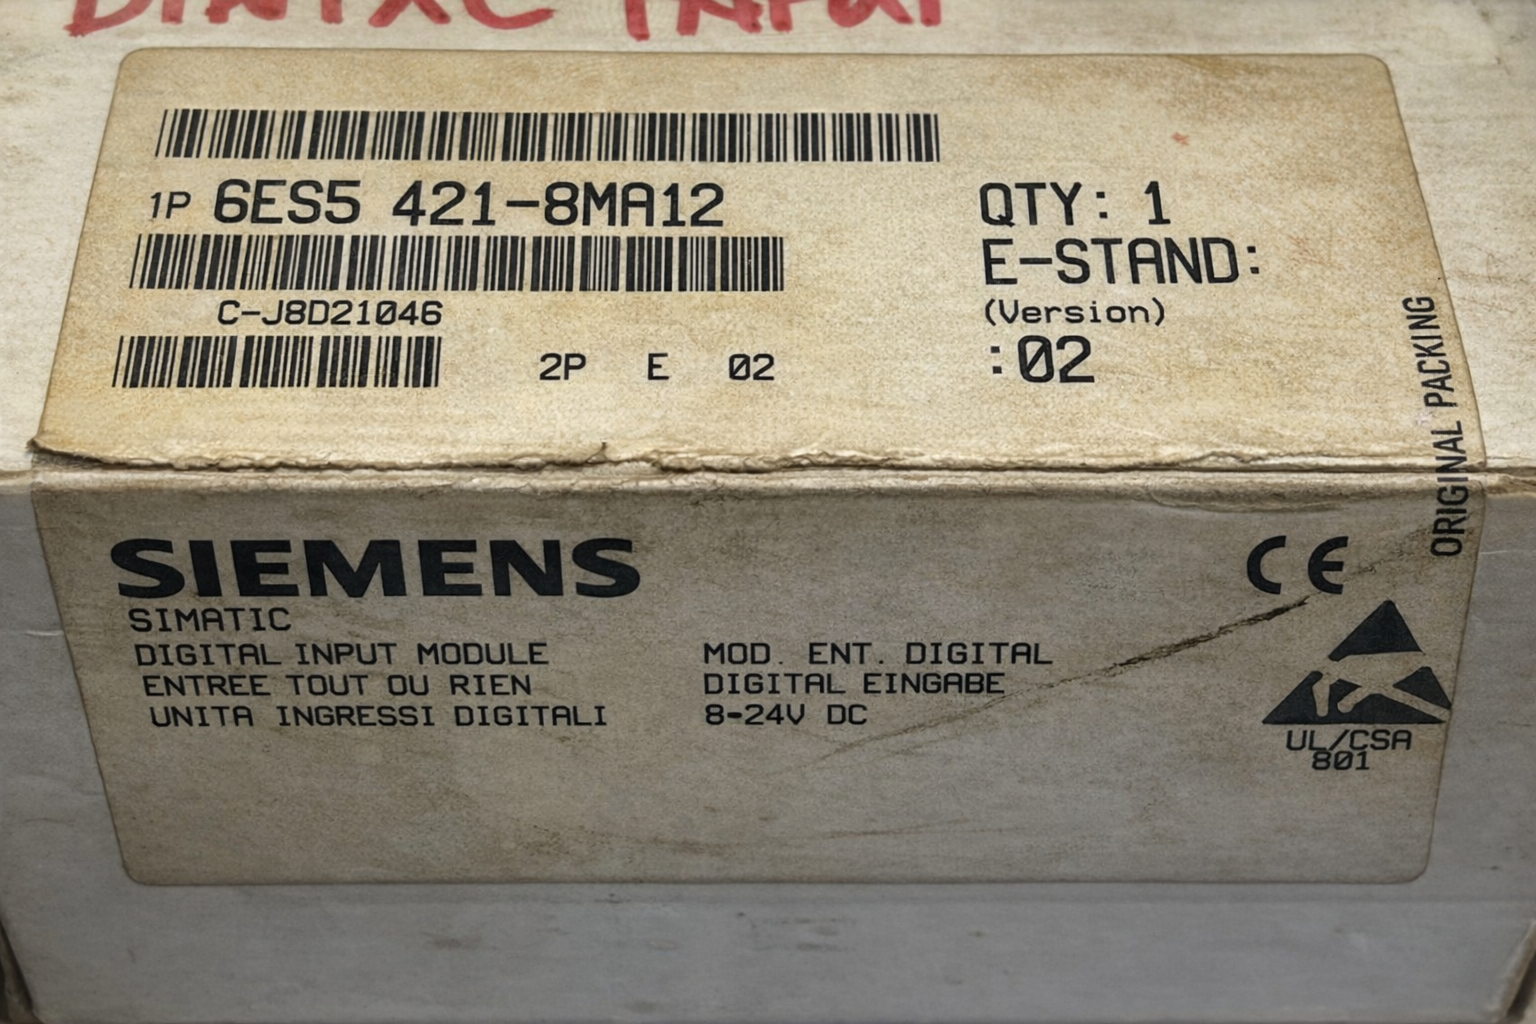 1P 6ES5 421-8MA12
QTY: 1
E-STAND:
(Version)
:02
C-J8D21046
2P E 02
ORIGINAL PACKING
SIEMENS
SIMATIC
DIGITAL INPUT MODULE
ENTREE TOUT OU RIEN
UNITA INGRESSI DIGITALI
MOD. ENT. DIGITAL
DIGITAL EINGABE
8-24V DC
CE
UL/CSA
801